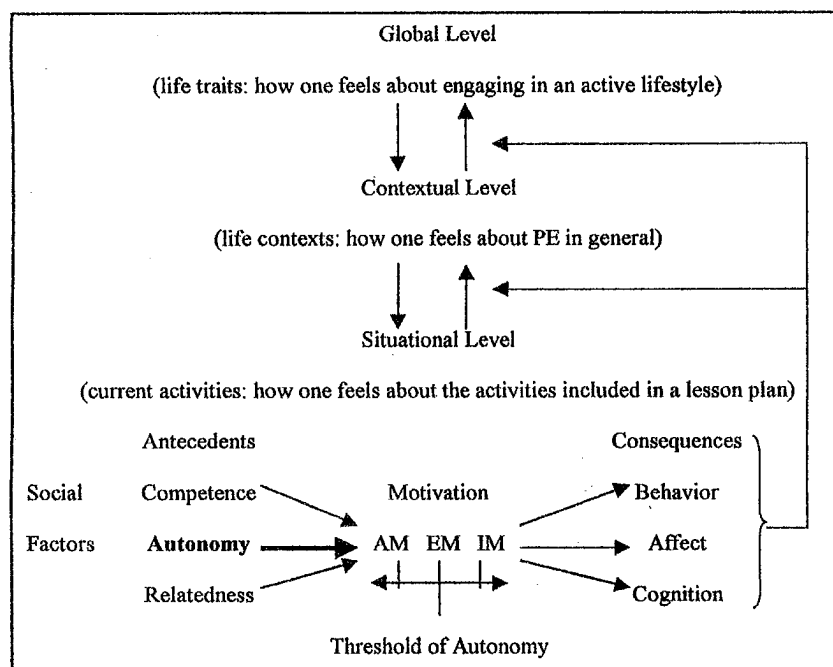 Global Level
(life traits: how one feels about engaging in an active lifestyle)
Contextual Level
(life contexts: how one feels about PE in general)
Situational Level
(current activities: how one feels about the activities included in a lesson plan)
Antecedents Consequences
Social Competence Motivation Behavior
Factors Autonomy AM EM IM Affect
Relatedness Cognition
Threshold of Autonomy